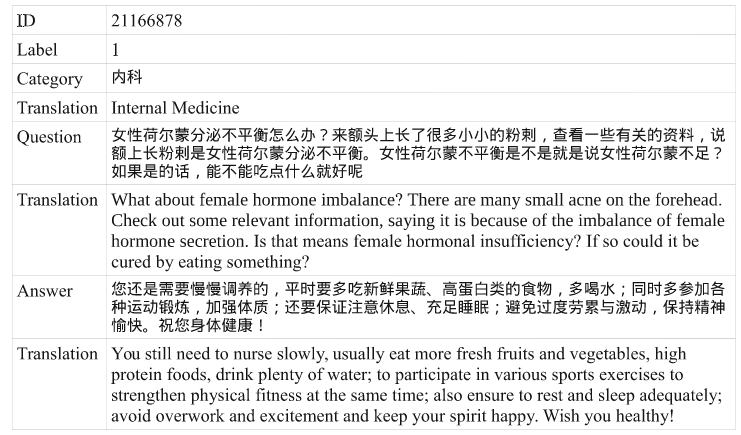 ID 21166878
Label 1
Category 内科
Translation Internal Medicine
Question 女性荷尔蒙分泌不平衡怎么办？来额头上长了很多小小的粉刺，查看一些有关的资料，说
额上长粉刺是女性荷尔蒙分泌不平衡。女性荷尔蒙不平衡是不是就是说女性荷尔蒙不足？
如果是的话，能不能吃点什么就好呢
Translation What about female hormone imbalance? There are many small acne on the forehead.
Check out some relevant information, saying it is because of the imbalance of female
hormone secretion. Is that means female hormonal insufficiency? If so could it be
cured by eating something?
Answer 您还是需要慢慢调养的，平时要多吃新鲜果蔬、高蛋白类的食物，多喝水；同时多参加各
种运动锻炼，加强体质；还要保证注意休息、充足睡眠；避免过度劳累与激动，保持精神
愉快。祝您身体健康！
Translation You still need to nurse slowly, usually eat more fresh fruits and vegetables, high
protein foods, drink plenty of water; to participate in various sports exercises to
strengthen physical fitness at the same time; also ensure to rest and sleep adequately;
avoid overwork and excitement and keep your spirit happy. Wish you healthy!